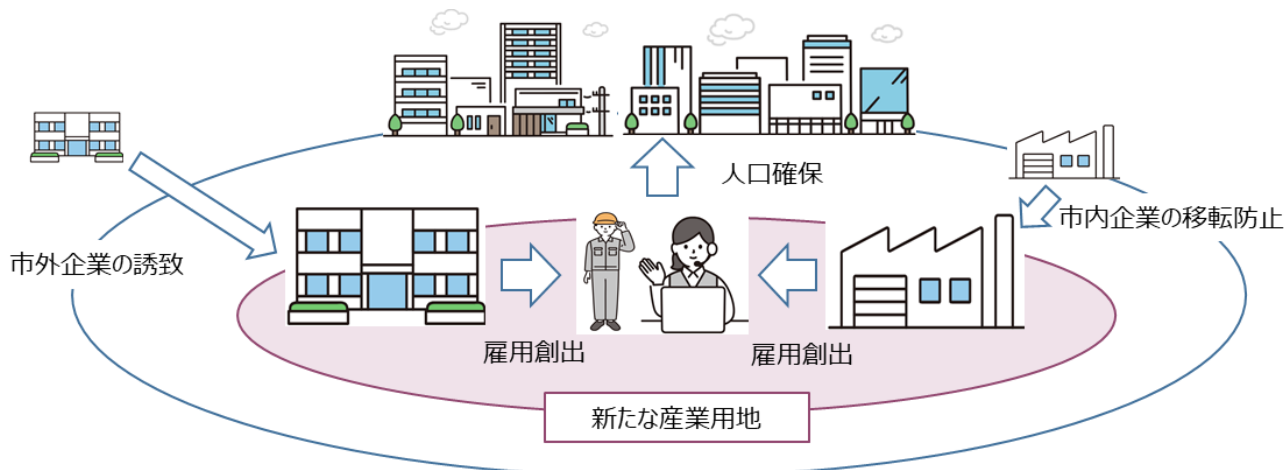 人口確保
市内企業の移転防止
市外企業の誘致
雇用創出
雇用創出
新たな産業用地